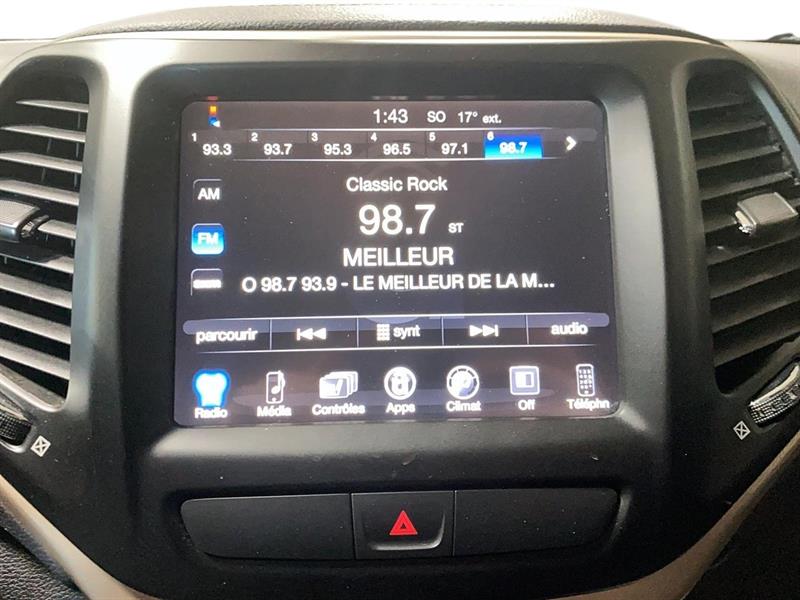 1:43 SO 17° ext.
1 2 3 4 5 6
93.3 93.7 95.3 96.5 97.1 98.7
AM
Classic Rock
98.7 ST
FM
MEILLEUR
O 98.7 93.9 - LE MEILLEUR DE LA M...
parcourir synt audio
Radio Média Contrôles Apps Climat Off Téléphn